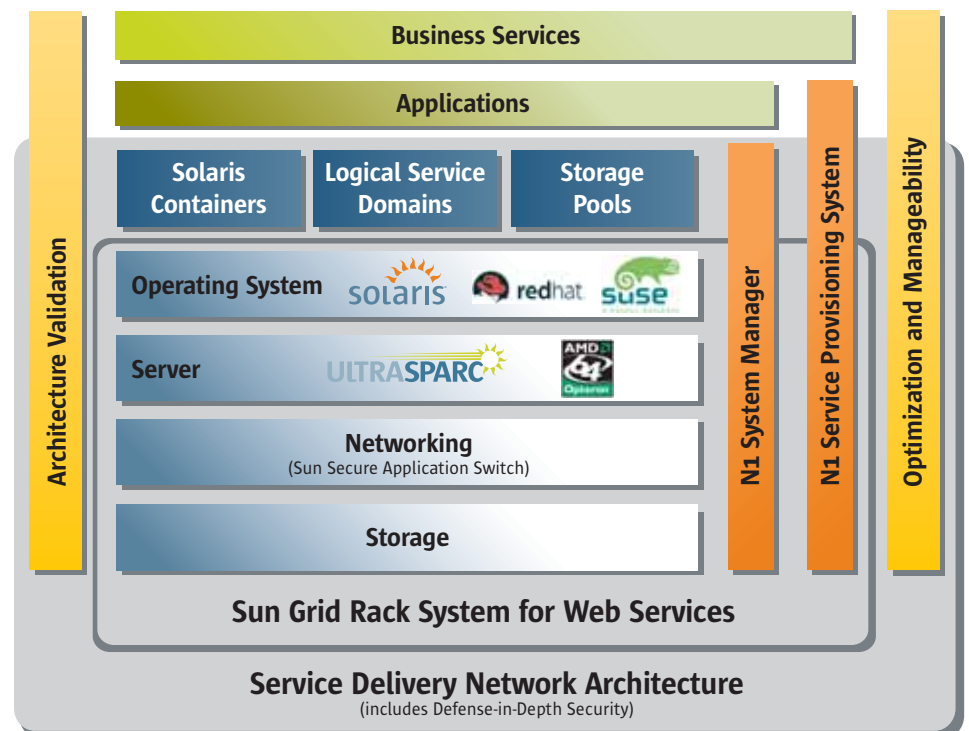 Business Services
Applications
Solaris
Containers
Logical Service
Domains
Storage
Pools
Operating System
solaris
redhat
suse
Server
ULTRASPARC
AMD
64
Opteron
Networking
(Sun Secure Application Switch)
Storage
Sun Grid Rack System for Web Services
Service Delivery Network Architecture
(includes Defense-in-Depth Security)
Architecture Validation
N1 System Manager
N1 Service Provisioning System
Optimization and Manageability